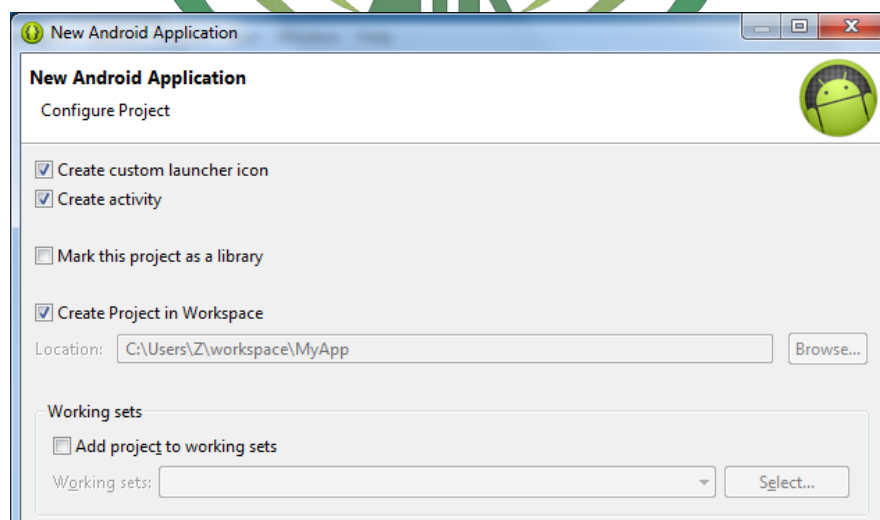 New Android Application
New Android Application
Configure Project
Create custom launcher icon
Create activity
Mark this project as a library
Create Project in Workspace
Location: C:\Users\Z\workspace\MyApp Browse...
Working sets
Add project to working sets
Working sets: Select...